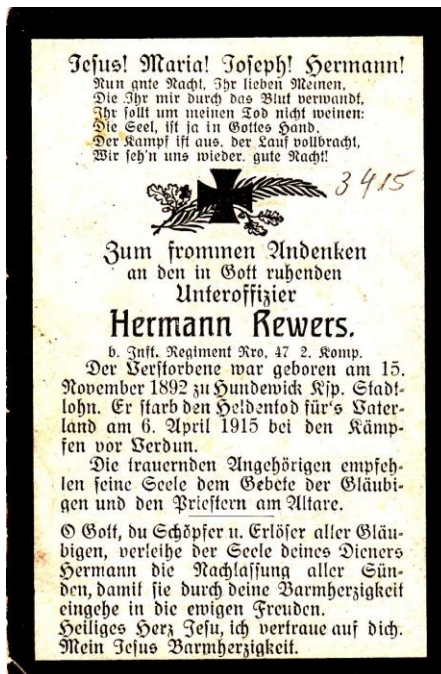 Jesus! Maria! Joseph! Hermann!
Nun gute Nacht, Ihr lieben Meinen,
Die Ihr mir durch das Blut verwandt,
Ihr sollt um meinen Tod nicht weinen:
Die Seel, ist ja in Gottes Hand.
Der Kampf ist aus, der Lauf vollbracht,
Wir seh'n uns wieder. gute Nacht!
3415
Zum frommen Andenken
an den in Gott ruhenden
Unteroffizier
Hermann Rewers.
b. Inft. Regiment Nro, 47 2. Komp.
Der Verstorbene war geboren am 15.
November 1892 zu Hundewick Ksp. Stadt-
lohn. Er starb den Heldentod für's Vater-
land am 6. April 1915 bei den Kämp-
fen vor Verdun.
Die trauernden Angehörigen empfeh-
len seine Seele dem Gebete der Gläubi-
gen und den Priestern am Altare.
O Gott, du Schöpfer u. Erlöser aller Gläu-
bigen, verleihe der Seele deines Dieners
Hermann die Nachlassung aller Sün-
den, damit sie durch deine Barmherzigkeit
eingehe in die ewigen Freuden.
Heiliges Herz Jesu, ich vertraue auf dich.
Mein Jesus Barmherzigkeit.